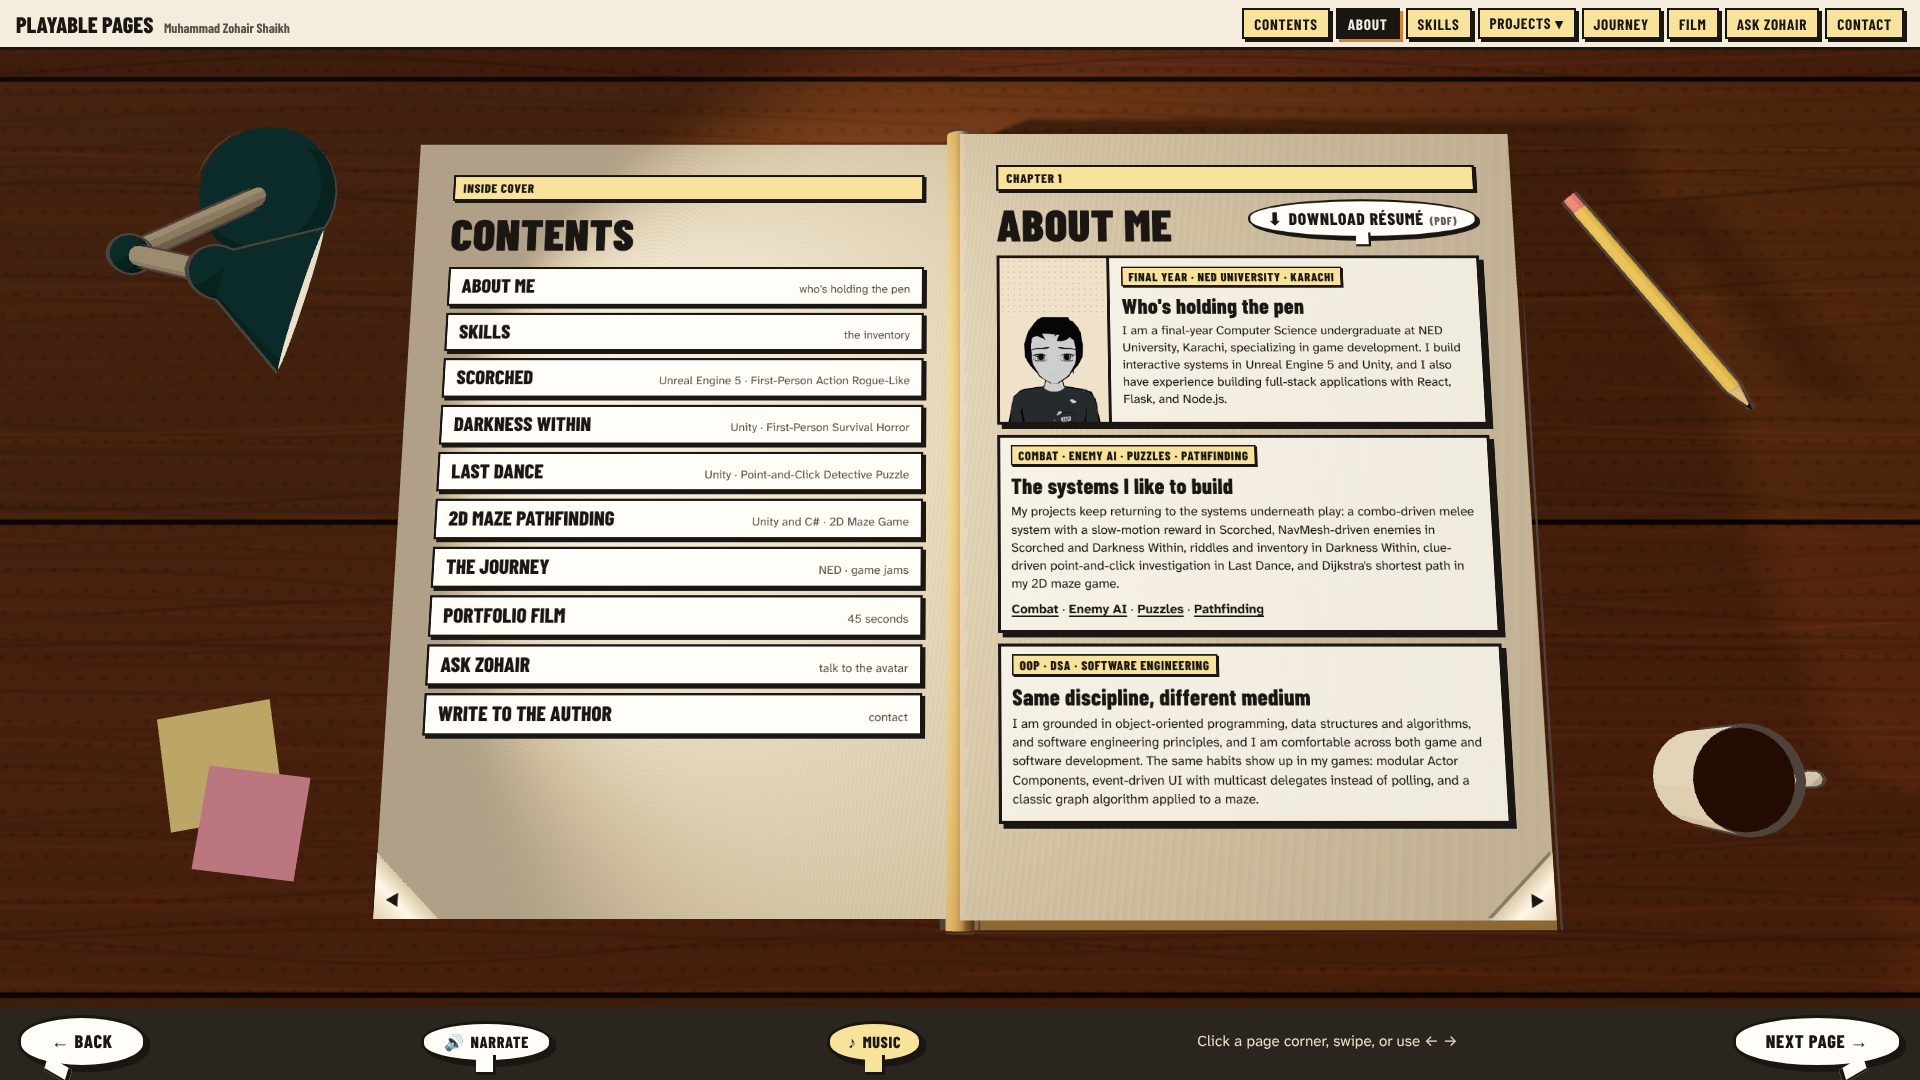 PLAYABLE PAGES Muhammad Zohair Shaikh
CONTENTS ABOUT SKILLS PROJECTS ▼ JOURNEY FILM ASK ZOHAIR CONTACT
INSIDE COVER
CONTENTS
ABOUT ME who's holding the pen
SKILLS the inventory
SCORCHED Unreal Engine 5 · First-Person Action Rogue-Like
DARKNESS WITHIN Unity · First-Person Survival Horror
LAST DANCE Unity · Point-and-Click Detective Puzzle
2D MAZE PATHFINDING Unity and C# · 2D Maze Game
THE JOURNEY NED · game jams
PORTFOLIO FILM 45 seconds
ASK ZOHAIR talk to the avatar
WRITE TO THE AUTHOR contact
◀
CHAPTER 1
ABOUT ME
⬇ DOWNLOAD RÉSUMÉ (PDF)
FINAL YEAR · NED UNIVERSITY · KARACHI
Who's holding the pen
I am a final-year Computer Science undergraduate at NED
University, Karachi, specializing in game development. I build
interactive systems in Unreal Engine 5 and Unity, and I also
have experience building full-stack applications with React,
Flask, and Node.js.
COMBAT · ENEMY AI · PUZZLES · PATHFINDING
The systems I like to build
My projects keep returning to the systems underneath play: a combo-driven melee
system with a slow-motion reward in Scorched, NavMesh-driven enemies in
Scorched and Darkness Within, riddles and inventory in Darkness Within, clue-
driven point-and-click investigation in Last Dance, and Dijkstra's shortest path in
my 2D maze game.
Combat · Enemy AI · Puzzles · Pathfinding
OOP · DSA · SOFTWARE ENGINEERING
Same discipline, different medium
I am grounded in object-oriented programming, data structures and algorithms,
and software engineering principles, and I am comfortable across both game and
software development. The same habits show up in my games: modular Actor
Components, event-driven UI with multicast delegates instead of polling, and a
classic graph algorithm applied to a maze.
▶
← BACK
🔊 NARRATE
♪ MUSIC
Click a page corner, swipe, or use ← →
NEXT PAGE →